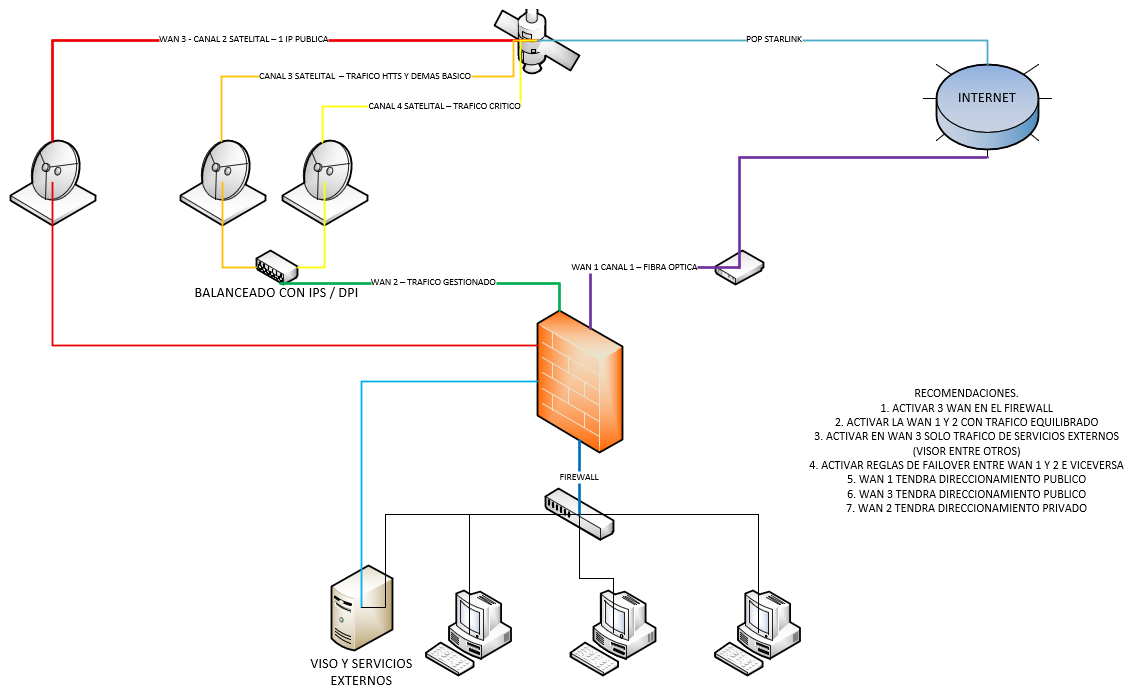 WAN 3 - CANAL 2 SATELITAL – 1 IP PUBLICA
POP STARLINK
CANAL 3 SATELITAL – TRAFICO HTTS Y DEMAS BASICO
CANAL 4 SATELITAL – TRAFICO CRITICO
INTERNET
WAN 1 CANAL 1 – FIBRA OPTICA
WAN 2 – TRAFICO GESTIONADO
BALANCEADO CON IPS / DPI
RECOMENDACIONES.
1. ACTIVAR 3 WAN EN EL FIREWALL
2. ACTIVAR LA WAN 1 Y 2 CON TRAFICO EQUILIBRADO
3. ACTIVAR EN WAN 3 SOLO TRAFICO DE SERVICIOS EXTERNOS
(VISOR ENTRE OTROS)
4. ACTIVAR REGLAS DE FAILOVER ENTRE WAN 1 Y 2 E VICEVERSA
5. WAN 1 TENDRA DIRECCIONAMIENTO PUBLICO
6. WAN 3 TENDRA DIRECCIONAMIENTO PUBLICO
7. WAN 2 TENDRA DIRECCIONAMIENTO PRIVADO
FIREWALL
VISO Y SERVICIOS
EXTERNOS